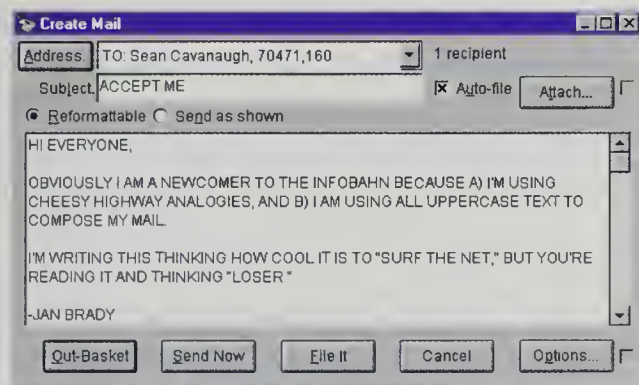 Create Mail
Address. TO: Sean Cavanaugh, 70471,160 1 recipient
Subject. ACCEPT ME Auto-file Attach...
Reformattable Send as shown
HI EVERYONE,
OBVIOUSLY I AM A NEWCOMER TO THE INFOBAHN BECAUSE A) I'M USING
CHEESY HIGHWAY ANALOGIES, AND B) I AM USING ALL UPPERCASE TEXT TO
COMPOSE MY MAIL.
I'M WRITING THIS THINKING HOW COOL IT IS TO "SURF THE NET," BUT YOU'RE
READING IT AND THINKING "LOSER "
-JAN BRADY
Out-Basket Send Now File It Cancel Options...